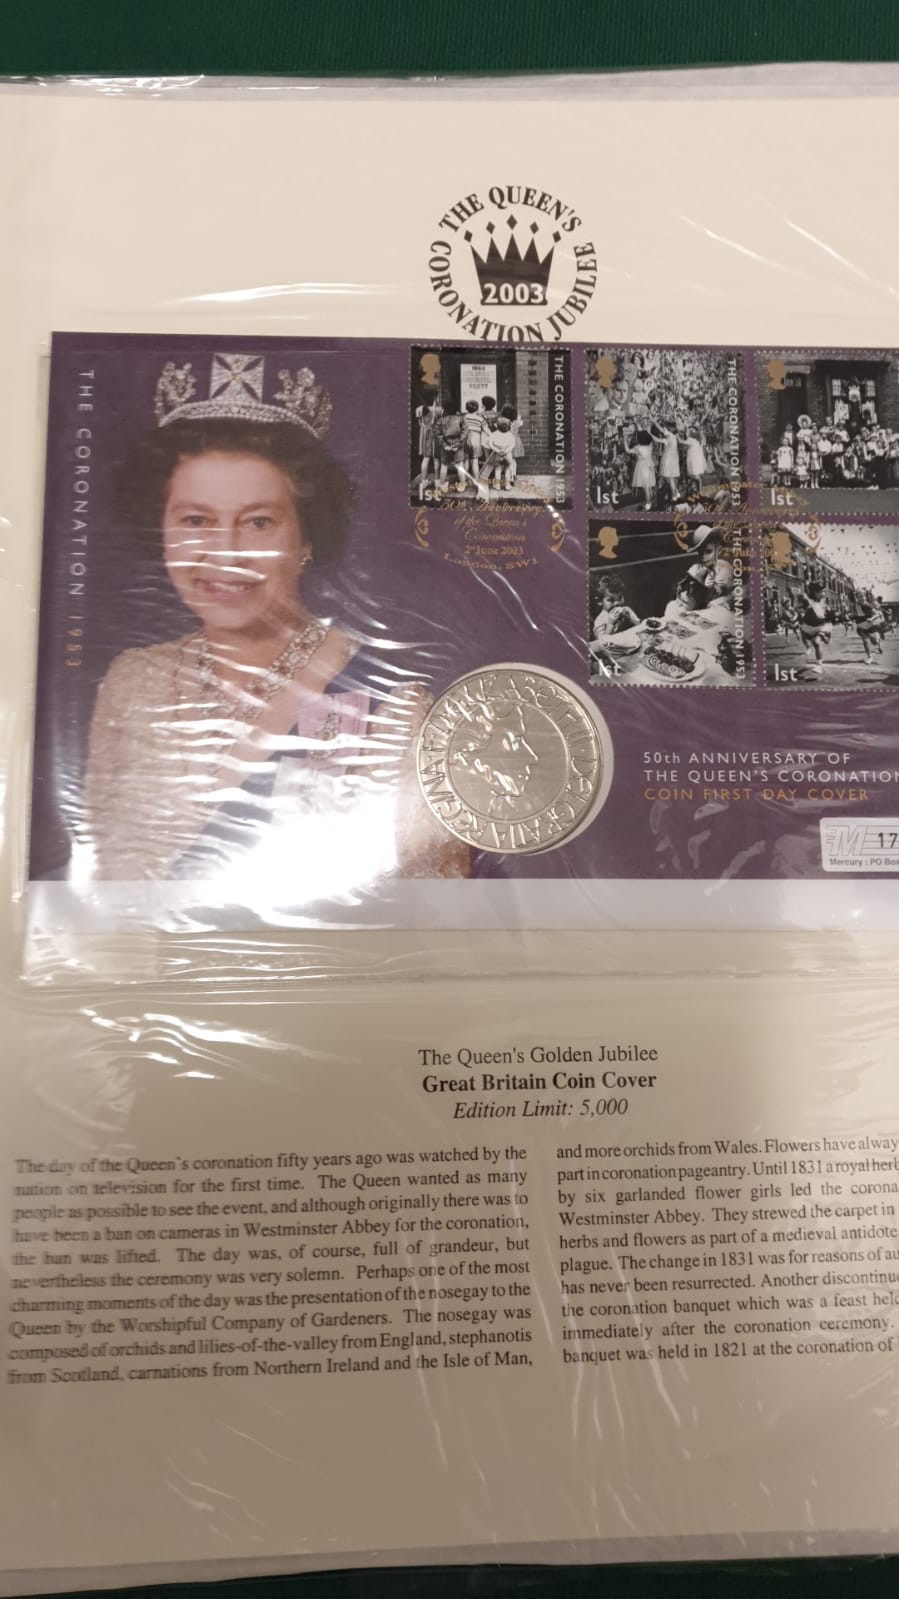 THE QUEEN'S
CORONATION JUBILEE
2003
THE CORONATION 1953
THE CORONATION 1953
1st
THE CORONATION 1953
1st
1st
THE CORONATION 1953
1st
1st
50th Anniversary
of the Queen's
Coronation
2nd June 2003
London, SW1
ELIZABETH II DEI GRATIA REGINA F D
50th ANNIVERSARY OF
THE QUEEN'S CORONATION
COIN FIRST DAY COVER
M 17
Mercury : PO Box
The Queen's Golden Jubilee
Great Britain Coin Cover
Edition Limit: 5,000
The day of the Queen's coronation fifty years ago was watched by the
nation on television for the first time. The Queen wanted as many
people as possible to see the event, and although originally there was to
have been a ban on cameras in Westminster Abbey for the coronation,
the ban was lifted. The day was, of course, full of grandeur, but
nevertheless the ceremony was very solemn. Perhaps one of the most
charming moments of the day was the presentation of the nosegay to the
Queen by the Worshipful Company of Gardeners. The nosegay was
composed of orchids and lilies-of-the-valley from England, stephanotis
from Scotland, carnations from Northern Ireland and the Isle of Man,
and more orchids from Wales. Flowers have alway
part in coronation pageantry. Until 1831 a royal herb
by six garlanded flower girls led the corona
Westminster Abbey. They strewed the carpet in
herbs and flowers as part of a medieval antidote
plague. The change in 1831 was for reasons of au
has never been resurrected. Another discontinu
the coronation banquet which was a feast held
immediately after the coronation ceremony.
banquet was held in 1821 at the coronation of